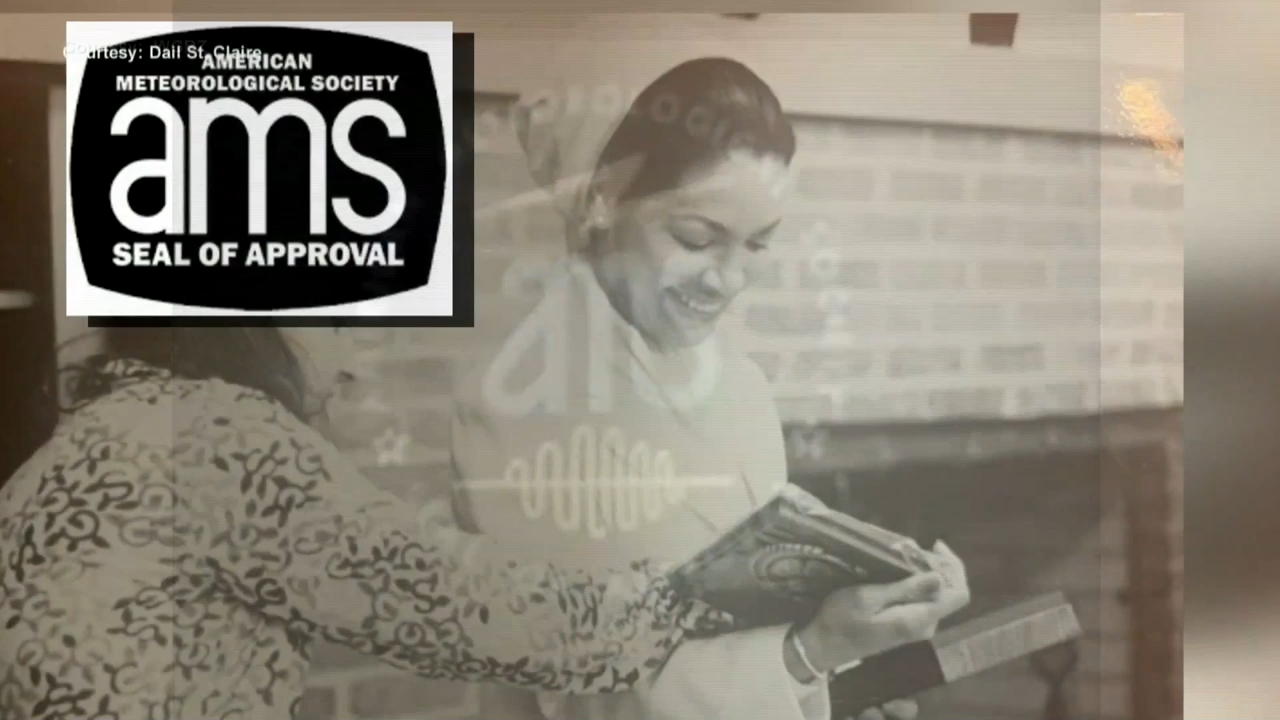 Courtesy: Dail St. Claire
AMERICAN
METEOROLOGICAL SOCIETY
ams
SEAL OF APPROVAL